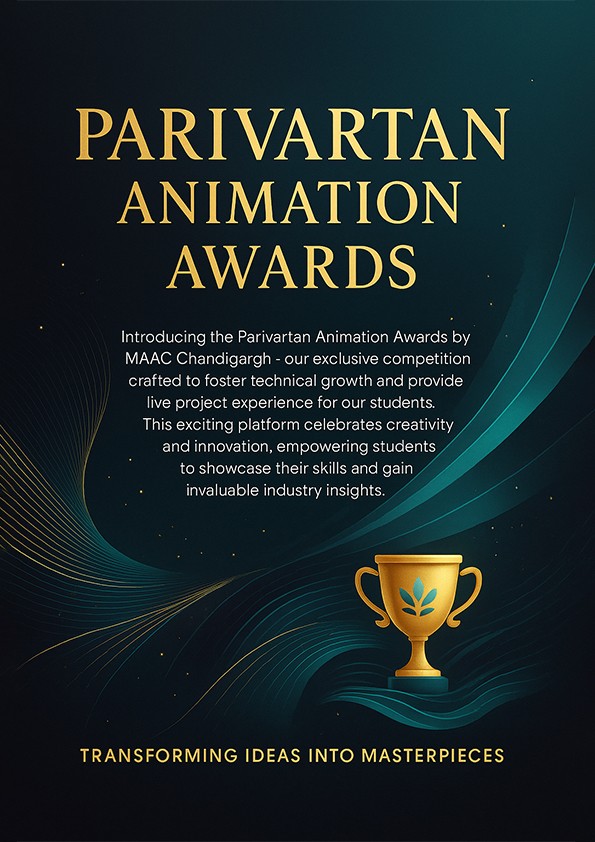 PARIVARTAN
ANIMATION
AWARDS
Introducing the Parivartan Animation Awards by
MAAC Chandigargh - our exclusive competition
crafted to foster technical growth and provide
live project experience for our students.
This exciting platform celebrates creativity
and innovation, empowering students
to showcase their skills and gain
invaluable industry insights.
TRANSFORMING IDEAS INTO MASTERPIECES